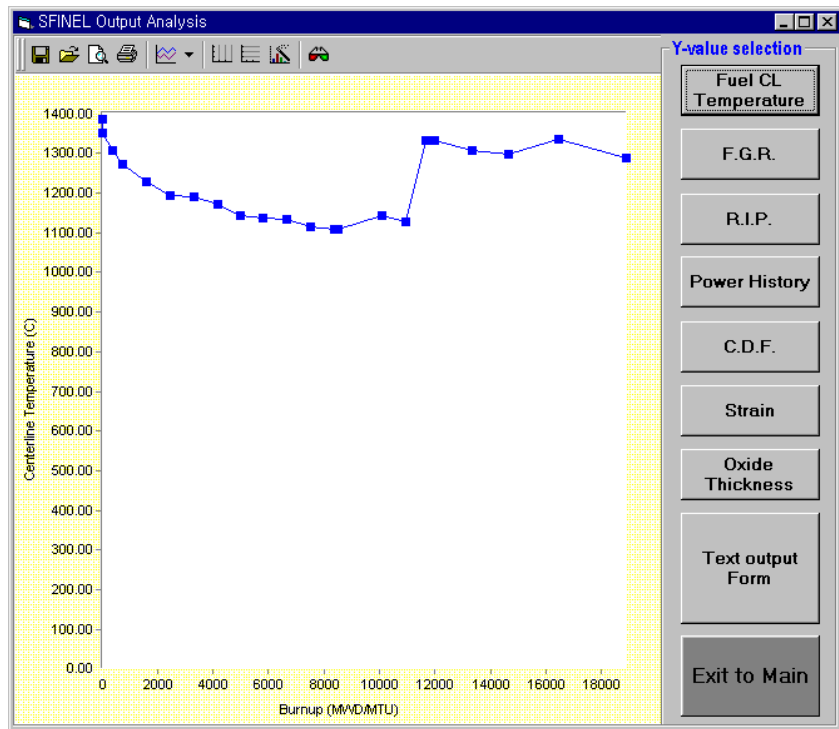 SFINEL Output Analysis
Y-value selection
Fuel CL
Temperature
F.G.R.
R.I.P.
Power History
C.D.F.
Strain
Oxide
Thickness
Text output
Form
Exit to Main
1400.00
1300.00
1200.00
1100.00
1000.00
900.00
800.00
700.00
600.00
500.00
400.00
300.00
200.00
100.00
0.00
Centerline Temperature (C)
0 2000 4000 6000 8000 10000 12000 14000 16000 18000
Burnup (MWD/MTU)